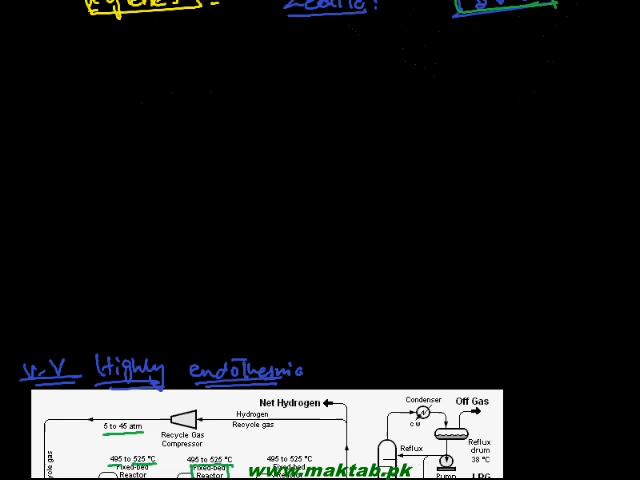 v.v Highly endothermic
Net Hydrogen
Condenser
Off Gas
Hydrogen
Recycle gas
5 to 45 atm
Recycle Gas
Compressor
C W
Reflux
Reflux
drum
38 °C
495 to 525 °C
495 to 525 °C
495 to 525 °C
Fixed-bed
Reactor
Fixed-bed
Reactor
Fixed-bed
Reactor
Pump
LPG
www.maktab.pk